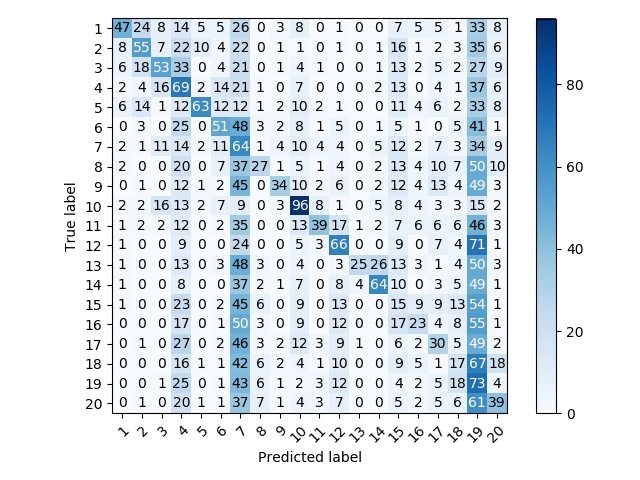 1 47 24 8 14 5 5 26 0 3 8 0 1 0 0 7 5 5 1 33 8
2 8 55 7 22 10 4 22 0 1 1 0 1 0 1 16 1 2 3 35 6
3 6 18 53 33 0 4 21 0 1 4 1 0 0 1 13 2 5 2 27 9
4 2 4 16 69 2 14 21 1 0 7 0 0 0 2 13 0 4 1 37 6
5 6 14 1 12 63 12 12 1 2 10 2 1 0 0 11 4 6 2 33 8
6 0 3 0 25 0 51 48 3 2 8 1 5 0 1 5 1 0 5 41 1
7 2 1 11 14 2 11 64 1 4 10 4 4 0 5 12 2 7 3 34 9
8 2 0 0 20 0 7 37 27 1 5 1 4 0 2 13 4 10 7 50 10
9 0 1 0 12 1 2 45 0 34 10 2 6 0 2 12 4 13 4 49 3
10 2 2 16 13 2 7 9 0 3 96 8 1 0 5 8 4 3 3 15 2
11 1 2 2 12 0 2 35 0 0 13 39 17 1 2 7 6 6 6 46 3
12 1 0 0 9 0 0 24 0 0 5 3 66 0 0 9 0 7 4 71 1
13 1 0 0 13 0 3 48 3 0 4 0 3 25 26 13 3 1 4 50 3
14 1 0 0 8 0 0 37 2 1 7 0 8 4 64 10 0 3 5 49 1
15 1 0 0 23 0 2 45 6 0 9 0 13 0 0 15 9 9 13 54 1
16 0 0 0 17 0 1 50 3 0 9 0 12 0 0 17 23 4 8 55 1
17 0 1 0 27 0 2 46 3 2 12 3 9 1 0 6 2 30 5 49 2
18 0 0 0 16 1 1 42 6 2 4 1 10 0 0 9 5 1 17 67 18
19 0 0 1 25 0 1 43 6 1 2 3 12 0 0 4 2 5 18 73 4
20 0 1 0 20 1 1 37 7 1 4 3 7 0 0 5 2 5 6 61 39
1 2 3 4 5 6 7 8 9 10 11 12 13 14 15 16 17 18 19 20
Predicted label
True label
80
60
40
20
0